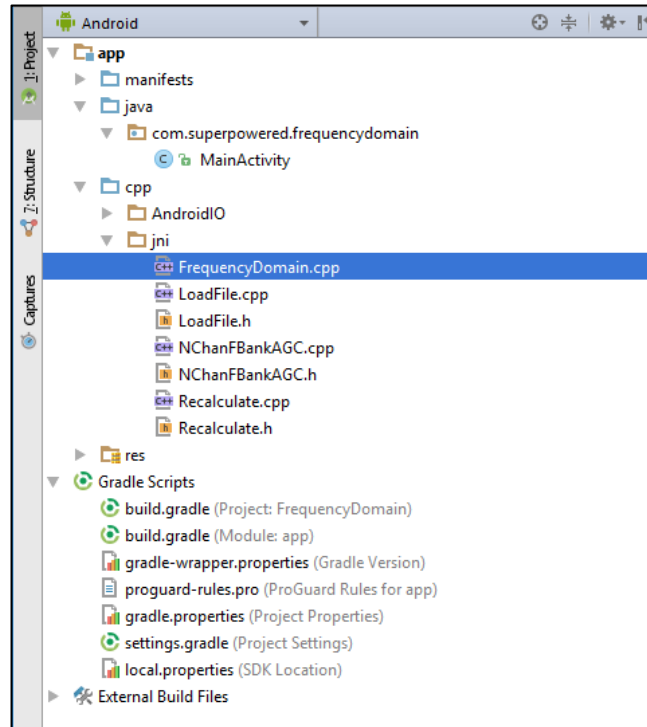 Android
1: Project
7: Structure
Captures
app
manifests
java
com.superpowered.frequencydomain
C MainActivity
cpp
AndroidIO
jni
C++ FrequencyDomain.cpp
C++ LoadFile.cpp
h LoadFile.h
C++ NChanFBankAGC.cpp
h NChanFBankAGC.h
C++ Recalculate.cpp
h Recalculate.h
res
Gradle Scripts
build.gradle (Project: FrequencyDomain)
build.gradle (Module: app)
gradle-wrapper.properties (Gradle Version)
proguard-rules.pro (ProGuard Rules for app)
gradle.properties (Project Properties)
settings.gradle (Project Settings)
local.properties (SDK Location)
External Build Files